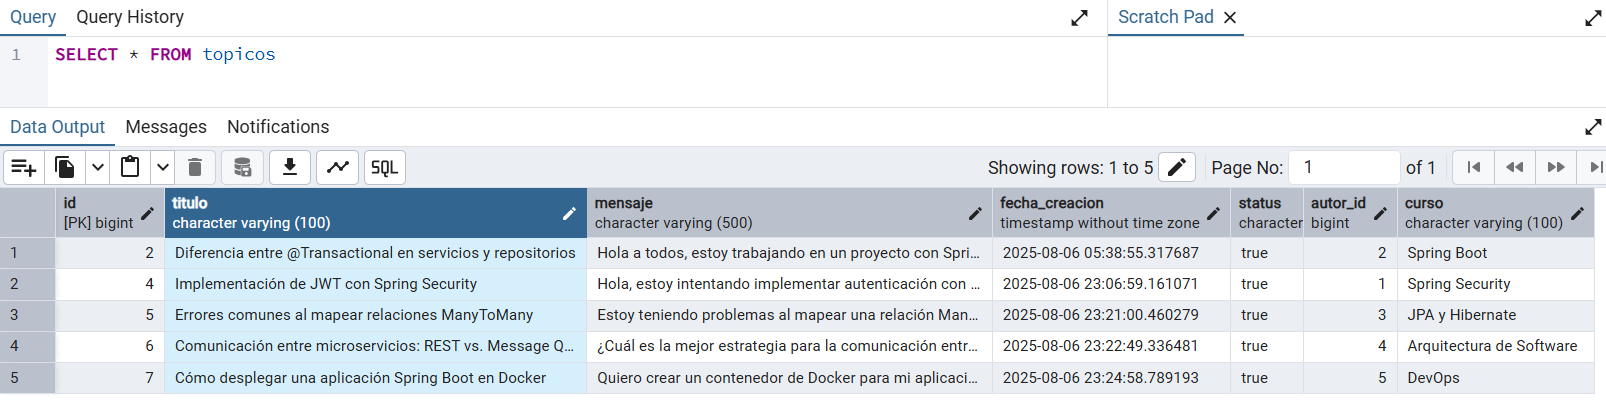 Query Query History Scratch Pad
1 SELECT * FROM topicos
Data Output Messages Notifications
SQL Showing rows: 1 to 5 Page No: 1 of 1
id titulo mensaje fecha_creacion status autor_id curso
[PK] bigint character varying (100) character varying (500) timestamp without time zone character bigint character varying (100)
1 2 Diferencia entre @Transactional en servicios y repositorios Hola a todos, estoy trabajando en un proyecto con Spri... 2025-08-06 05:38:55.317687 true 2 Spring Boot
2 4 Implementación de JWT con Spring Security Hola, estoy intentando implementar autenticación con ... 2025-08-06 23:06:59.161071 true 1 Spring Security
3 5 Errores comunes al mapear relaciones ManyToMany Estoy teniendo problemas al mapear una relación Man... 2025-08-06 23:21:00.460279 true 3 JPA y Hibernate
4 6 Comunicación entre microservicios: REST vs. Message Q... ¿Cuál es la mejor estrategia para la comunicación entr... 2025-08-06 23:22:49.336481 true 4 Arquitectura de Software
5 7 Cómo desplegar una aplicación Spring Boot en Docker Quiero crear un contenedor de Docker para mi aplicaci... 2025-08-06 23:24:58.789193 true 5 DevOps